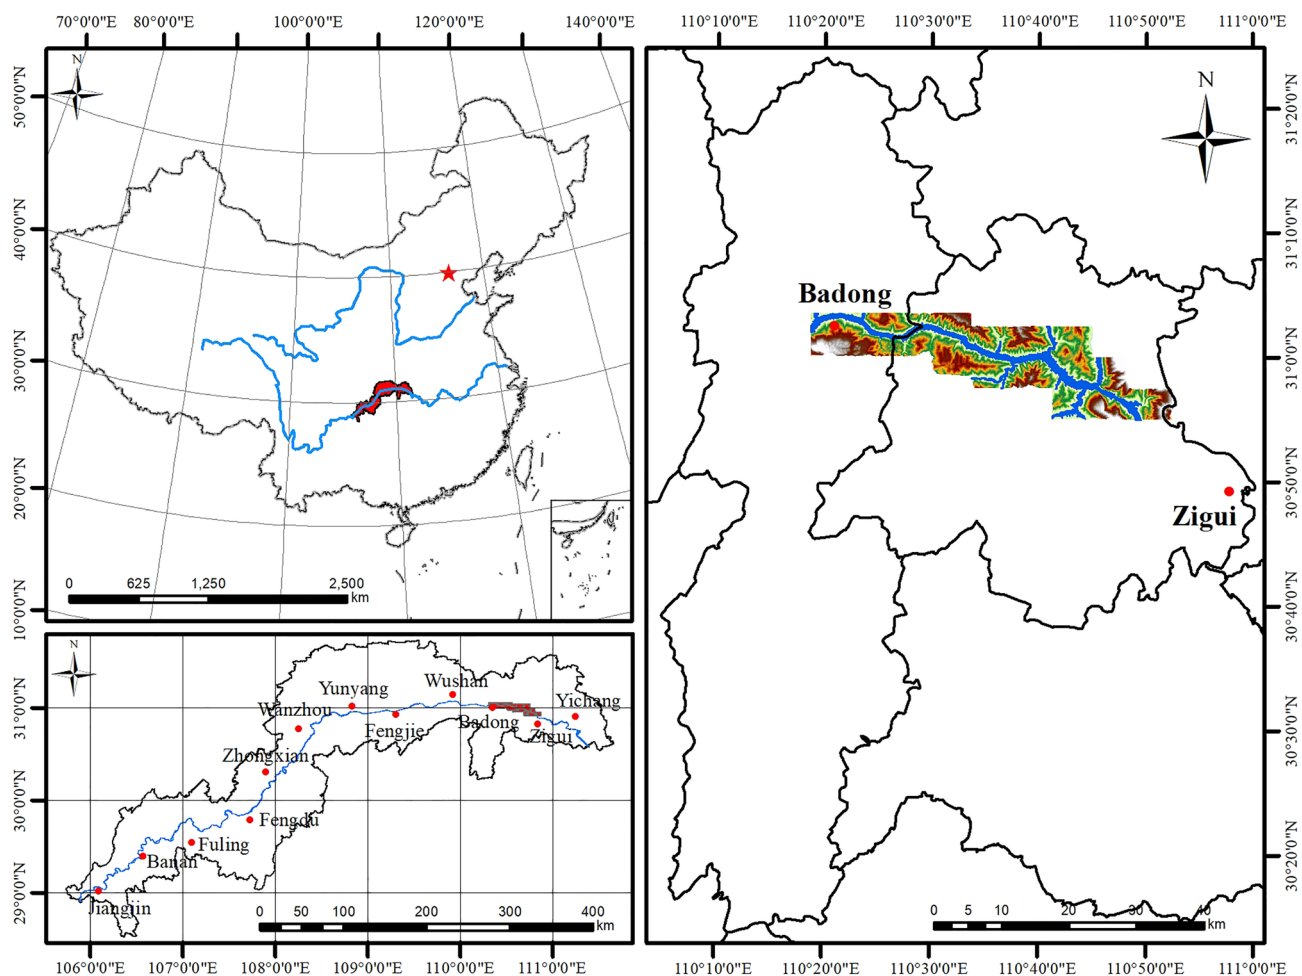 70°0'0"E 80°0'0"E 100°0'0"E 120°0'0"E 140°0'0"E
50°0'0"N
40°0'0"N
30°0'0"N
20°0'0"N
10°0'0"N
N
0 625 1,250 2,500
km
N
Yunyang
Wushan
Wanzhou
Yichang
Fengjie
Badong
Zigui
Zhongxian
Fengdu
Fuling
Banan
Jiangjin
0 50 100 200 300 400
km
31°0'0"N
30°0'0"N
29°0'0"N
106°0'0"E 107°0'0"E 108°0'0"E 109°0'0"E 110°0'0"E 111°0'0"E
110°10'0"E 110°20'0"E 110°30'0"E 110°40'0"E 110°50'0"E 111°0'0"E
N
Badong
Zigui
31°20'0"N
31°10'0"N
31°0'0"N
30°50'0"N
30°40'0"N
30°30'0"N
30°20'0"N
0 5 10 20 30 40
km
110°10'0"E 110°20'0"E 110°30'0"E 110°40'0"E 110°50'0"E 111°0'0"E